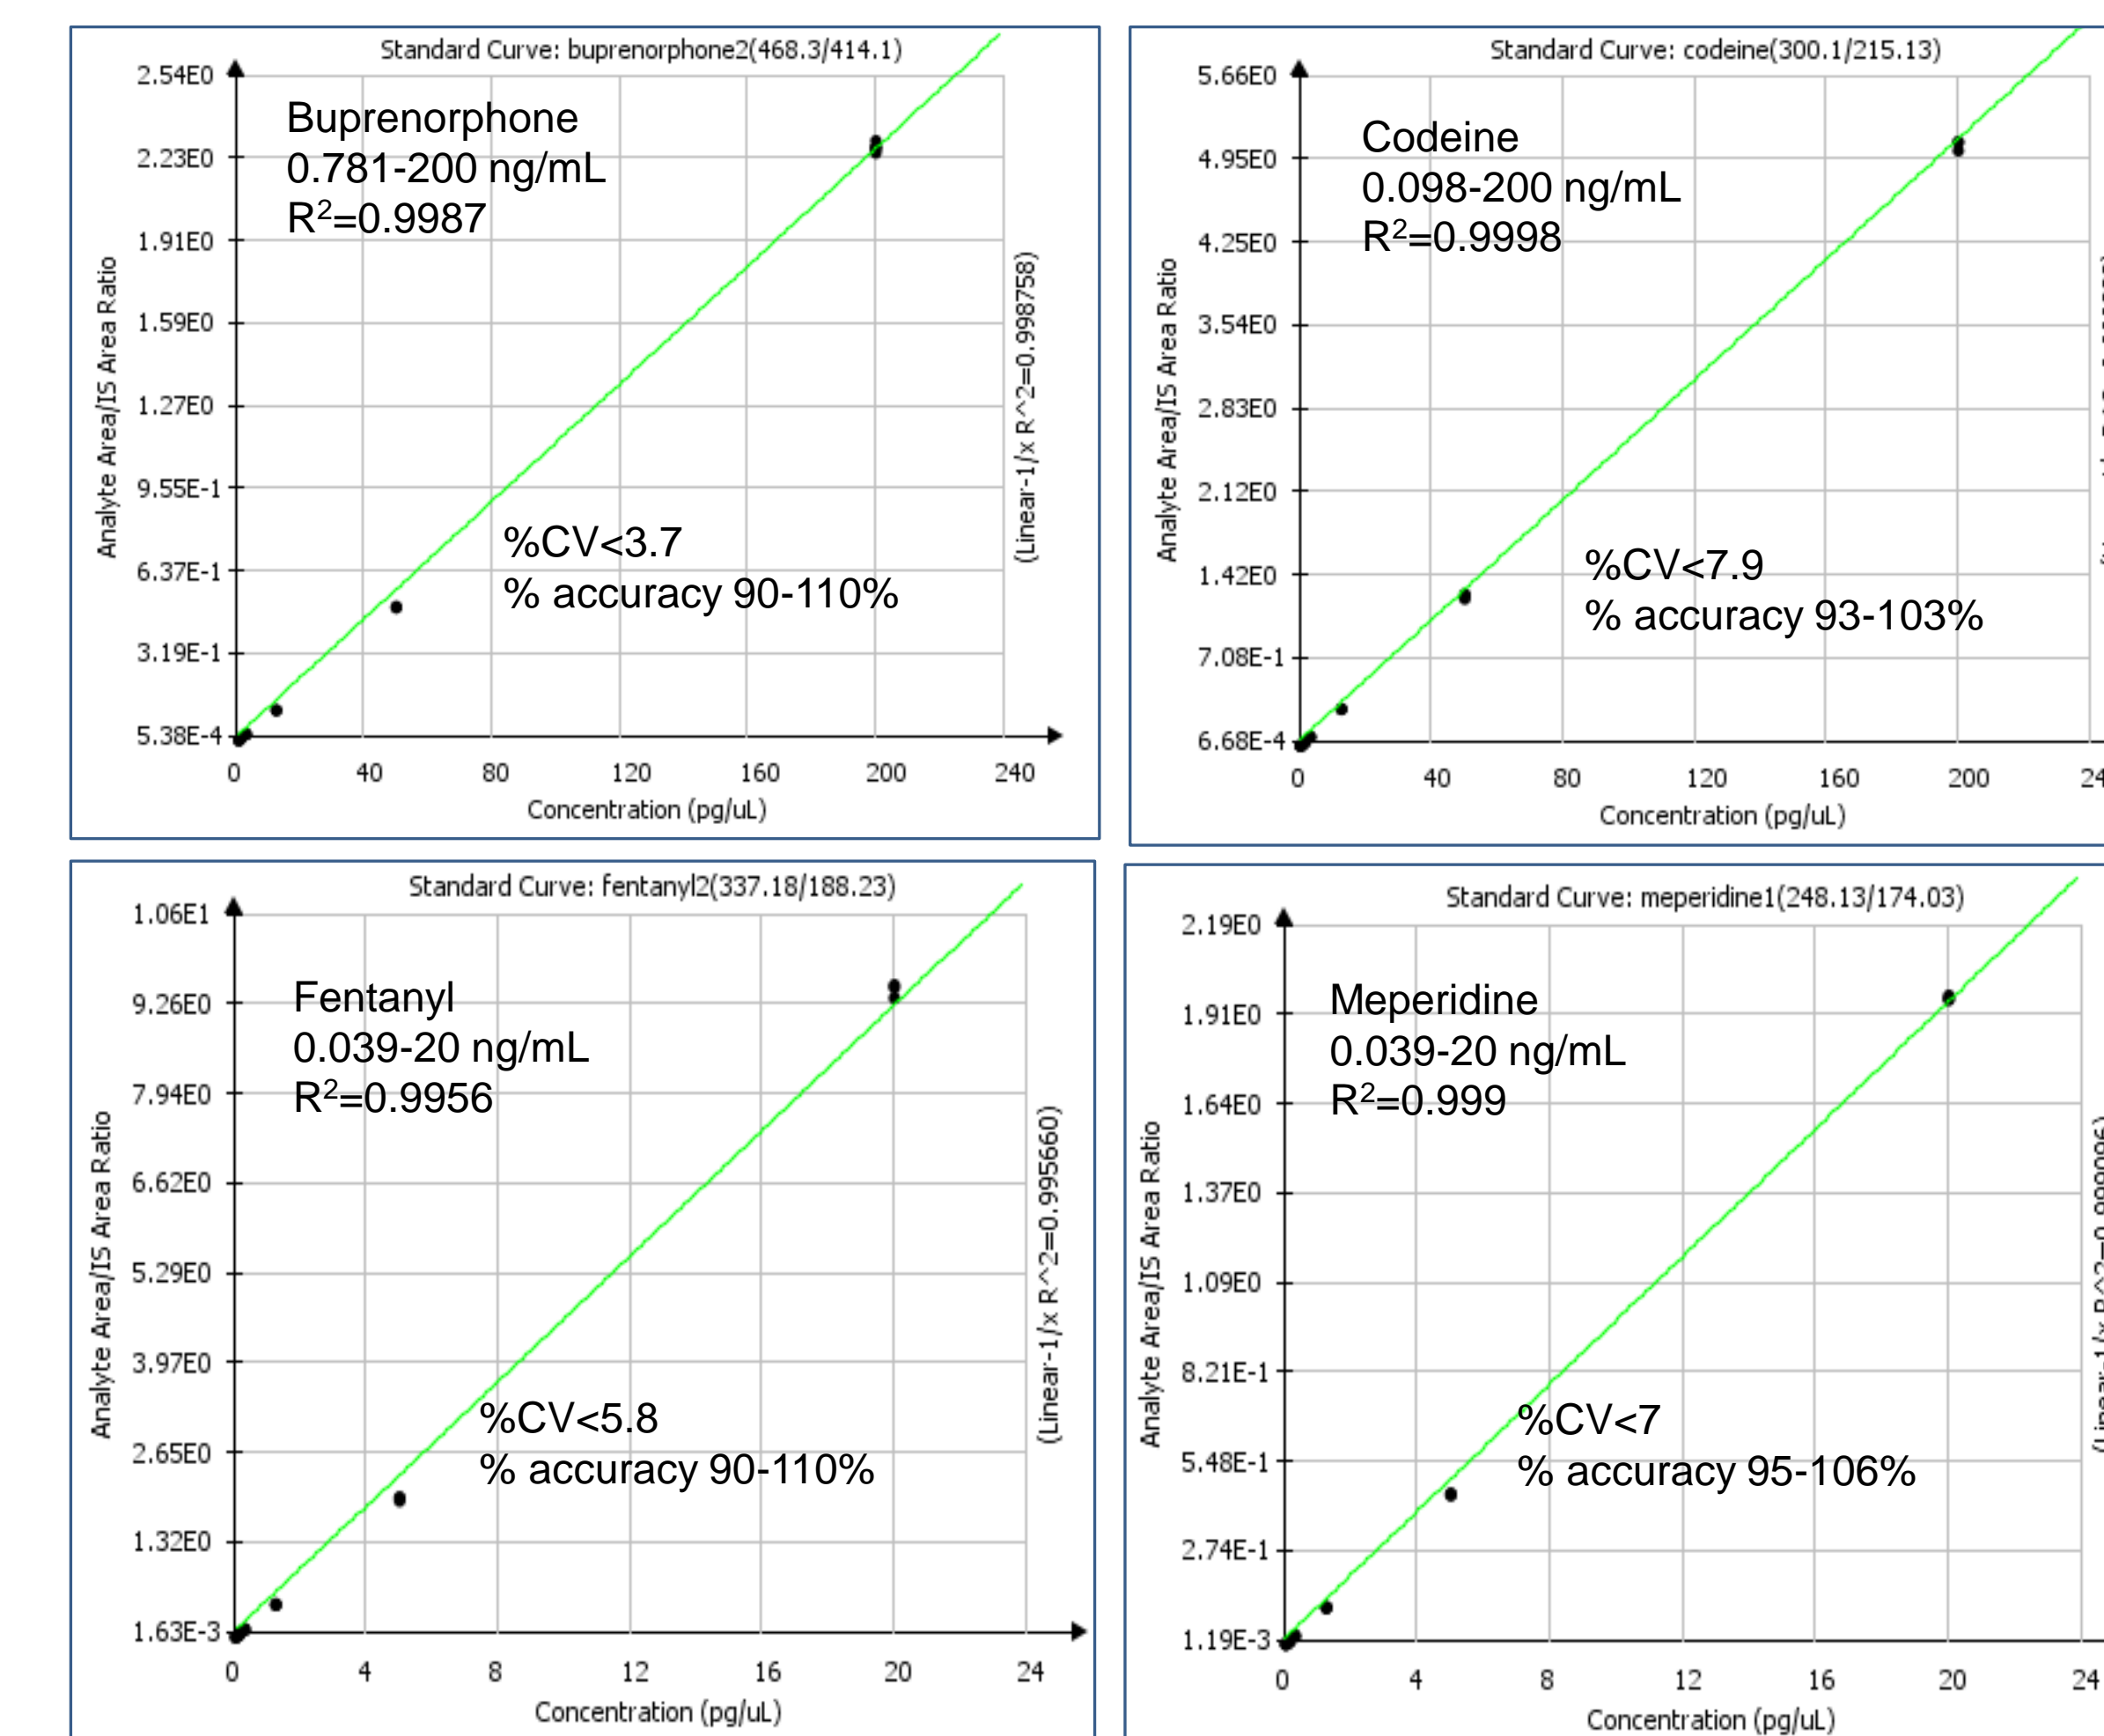 Standard Curve: buprenorphone2(468.3/414.1)
Buprenorphone
0.781-200 ng/mL
R²=0.9987
%CV<3.7
% accuracy 90-110%
2.54E0
2.23E0
1.91E0
1.59E0
1.27E0
9.55E-1
6.37E-1
3.19E-1
5.38E-4
Analyte Area/IS Area Ratio
(Linear-1/x R^2=0.998758)
0 40 80 120 160 200 240
Concentration (pg/uL)
Standard Curve: codeine(300.1/215.13)
Codeine
0.098-200 ng/mL
R²=0.9998
%CV<7.9
% accuracy 93-103%
5.66E0
4.95E0
4.25E0
3.54E0
2.83E0
2.12E0
1.42E0
7.08E-1
6.68E-4
Analyte Area/IS Area Ratio
0 40 80 120 160 200 24
Concentration (pg/uL)
Standard Curve: fentanyl2(337.18/188.23)
Fentanyl
0.039-20 ng/mL
R²=0.9956
%CV<5.8
% accuracy 90-110%
1.06E1
9.26E0
7.94E0
6.62E0
5.29E0
3.97E0
2.65E0
1.32E0
1.63E-3
Analyte Area/IS Area Ratio
(Linear-1/x R^2=0.995660)
0 4 8 12 16 20 24
Concentration (pg/uL)
Standard Curve: meperidine1(248.13/174.03)
Meperidine
0.039-20 ng/mL
R²=0.999
%CV<7
% accuracy 95-106%
2.19E0
1.91E0
1.64E0
1.37E0
1.09E0
8.21E-1
5.48E-1
2.74E-1
1.19E-3
Analyte Area/IS Area Ratio
0 4 8 12 16 20 24
Concentration (pg/uL)